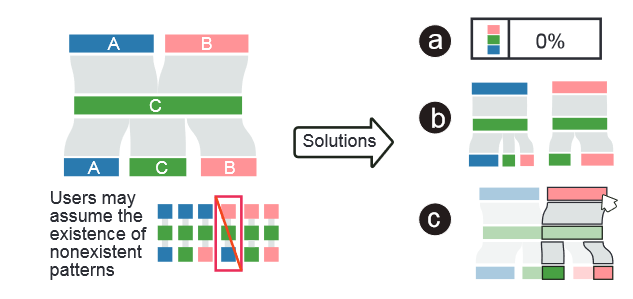 A B
C
A C B
Users may
assume the
existence of
nonexistent
patterns
Solutions
a
0%
b
c